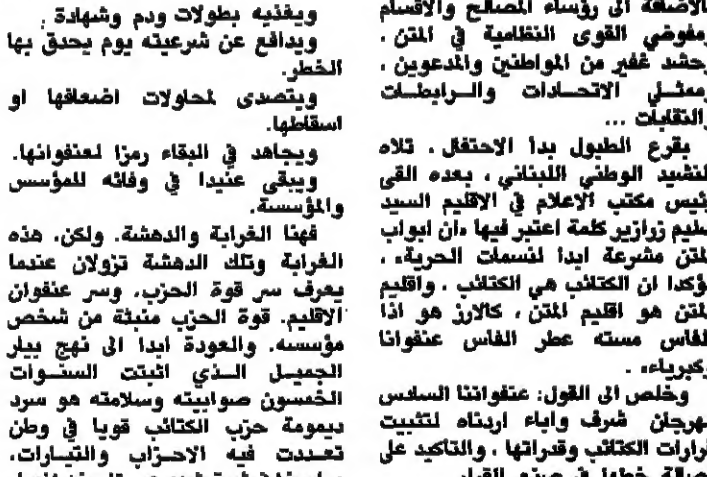 بالاضافة الى رؤساء المصالح والاقسام
ومفوضي القوى النظامية في المتن .
وحشد غفير من المواطنين والمدعوين ،
وممثلي الاتحادات والرابطات
والنقابات ...
بقرع الطبول بدأ الاحتفال . تلاه
النشيد الوطني اللبناني ، بعده القى
رئيس مكتب الاعلام في الاقليم السيد
سليم زرازير كلمة اعتبر فيها «ان ابواب
المتن مشرعة ابدا لنسمات الحرية» .
مؤكدا ان الكتائب هي الكتائب . واقليم
المتن هو اقليم المتن ، كالارز هو اذا
الفاس مسته عطر الفاس عنفوانا
وكبرياء» .
وخلص الى القول: عنفواننا السادس
مهرجان شرف واباء اردناه لتثبيت
قرارات الكتائب وقدراتها . والتاكيد على
ويغذيه بطولات ودم وشهادة .
ويدافع عن شرعيته يوم يحدق بها
الخطر.
ويتصدى لمحاولات اضعافها او
اسقاطها.
ويجاهد في البقاء رمزا لعنفوانها.
ويبقى عنيدا في وفائه للمؤسس
والمؤسسة.
فهنا الغرابة والدهشة. ولكن، هذه
الغرابة وتلك الدهشة تزولان عندما
يعرف سر قوة الحزب، وسر عنفوان
الاقليم. قوة الحزب منبثة من شخص
مؤسسه. والعودة ابدا الى نهج بيار
الجميل الذي اثبتت السنوات
الخمسون صوابيته وسلامته هو سرد
ديمومة حزب الكتائب قويا في وطن
تعددت فيه الاحزاب والتيارات،